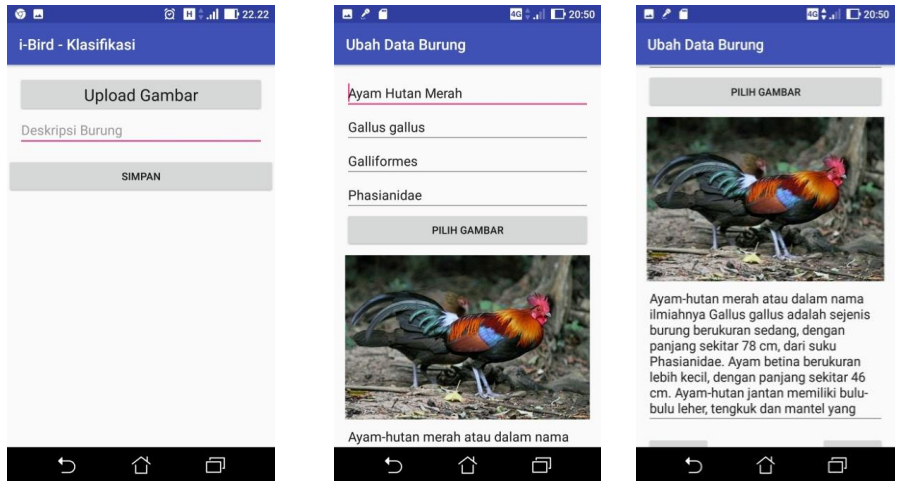 22.22
i-Bird - Klasifikasi
Upload Gambar
Deskripsi Burung
SIMPAN
4G 20:50
Ubah Data Burung
Ayam Hutan Merah
Gallus gallus
Galliformes
Phasianidae
PILIH GAMBAR
Ayam-hutan merah atau dalam nama
4G 20:50
Ubah Data Burung
PILIH GAMBAR
Ayam-hutan merah atau dalam nama
ilmiahnya Gallus gallus adalah sejenis
burung berukuran sedang, dengan
panjang sekitar 78 cm, dari suku
Phasianidae. Ayam betina berukuran
lebih kecil, dengan panjang sekitar 46
cm. Ayam-hutan jantan memiliki bulu-
bulu leher, tengkuk dan mantel yang